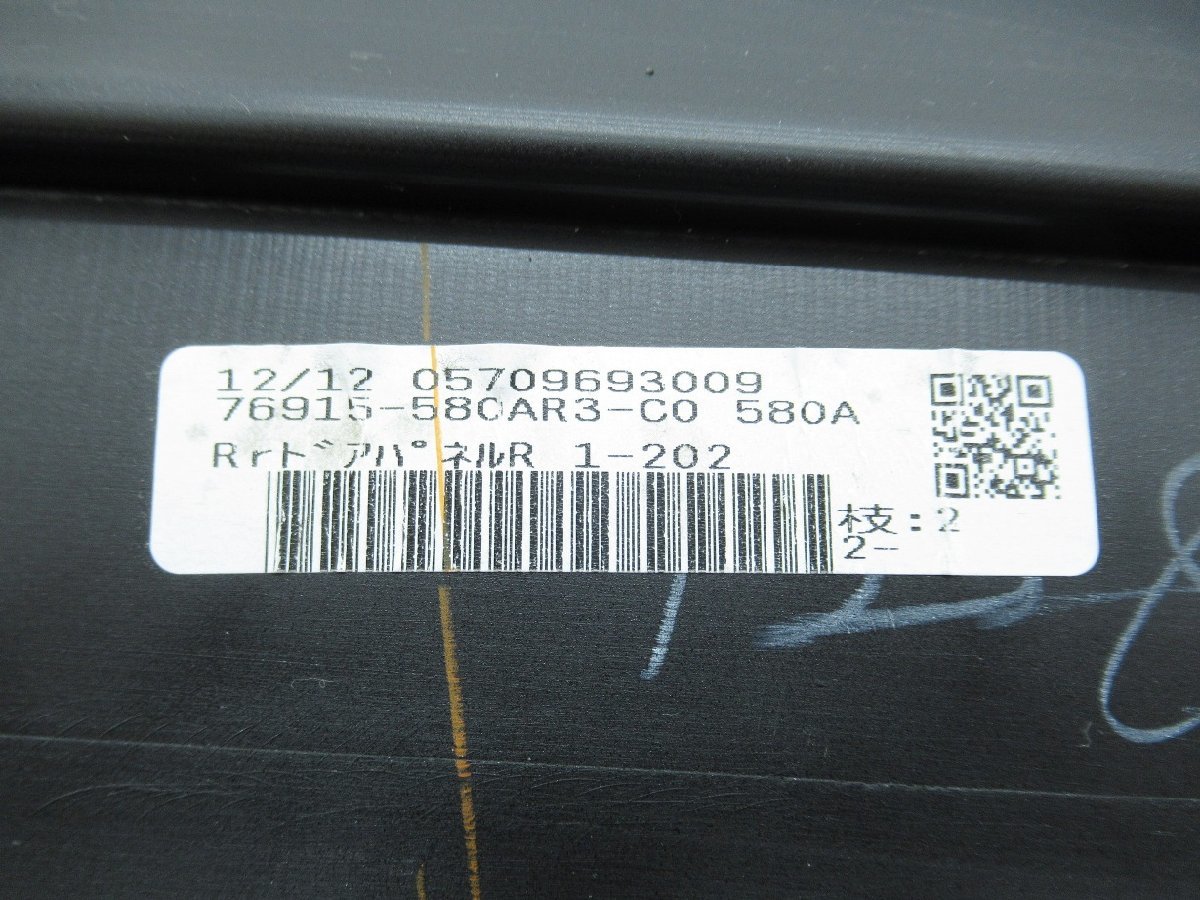 12/12 05709693009
76915-580AR3-C0 580A
RrﾄﾞｱﾊﾟﾈﾙR 1-202
枝:2
2-